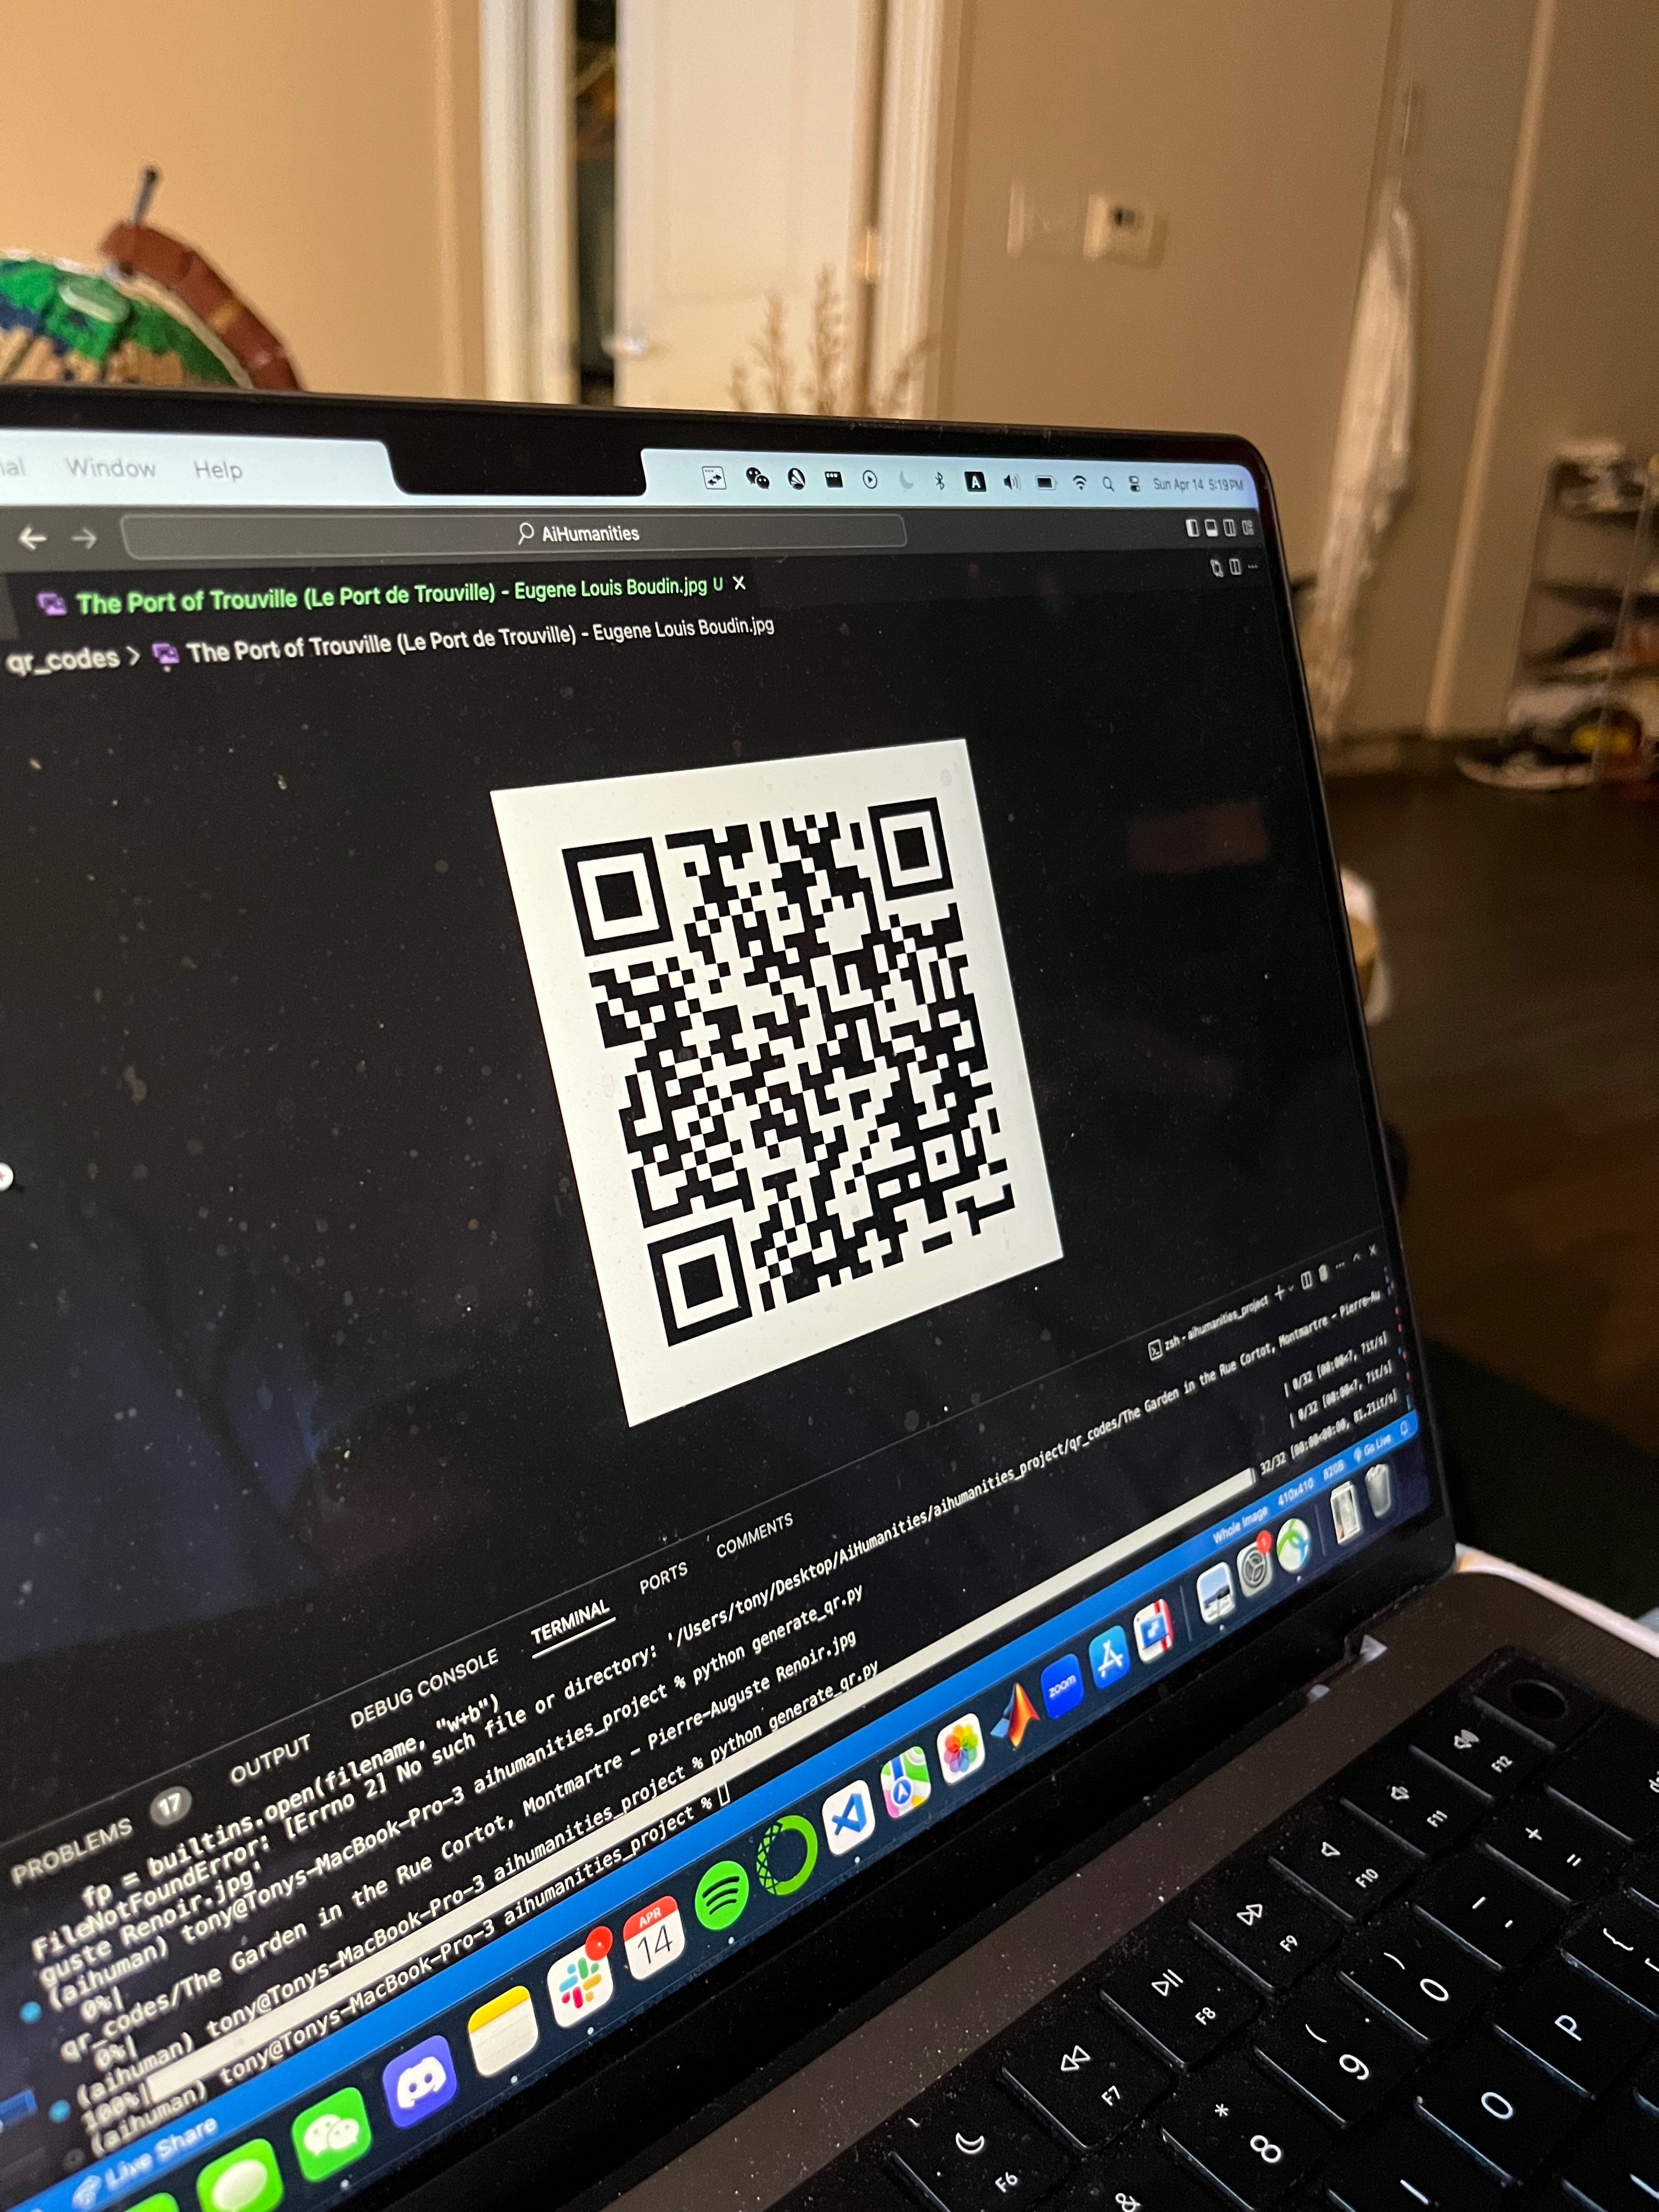 Window Help
Sun Apr 14 5:19 PM
AiHumanities
The Port of Trouville (Le Port de Trouville) - Eugene Louis Boudin.jpg U
qr_codes > The Port of Trouville (Le Port de Trouville) - Eugene Louis Boudin.jpg
PROBLEMS 17 OUTPUT DEBUG CONSOLE TERMINAL PORTS COMMENTS
zsh - aihumanities_project
fp = builtins.open(filename, "w+b")
FileNotFoundError: [Errno 2] No such file or directory: '/Users/tony/Desktop/AiHumanities/aihumanities_project/qr_codes/The Garden in the Rue Cortot, Montmartre - Pierre-Au
guste Renoir.jpg'
(aihuman) tony@Tonys-MacBook-Pro-3 aihumanities_project % python generate_qr.py
0%| | 0/32 [00:00<?, ?it/s]
qr_codes/The Garden in the Rue Cortot, Montmartre - Pierre-Auguste Renoir.jpg
0%| | 0/32 [00:00<?, ?it/s]
(aihuman) tony@Tonys-MacBook-Pro-3 aihumanities_project % python generate_qr.py
100%| | 32/32 [00:00<00:00, 81.21it/s]
(aihuman) tony@Tonys-MacBook-Pro-3 aihumanities_project %
Live Share Whole Image 410x410 820B Go Live
APR
14
zoom
F6 F7 F8 F9 F10 F11 F12
& * 8 ( 9 ) 0 - + =
O P {